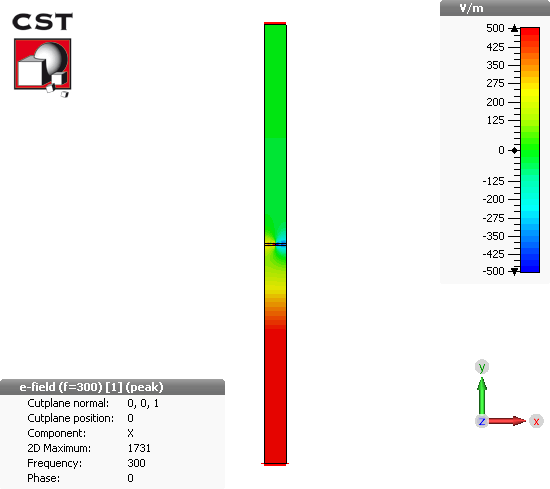 CST
V/m
500
425
350
275
200
125
0
-125
-200
-275
-350
-425
-500
y
z
x
e-field (f=300) [1] (peak)
Cutplane normal: 0, 0, 1
Cutplane position: 0
Component: X
2D Maximum: 1731
Frequency: 300
Phase: 0